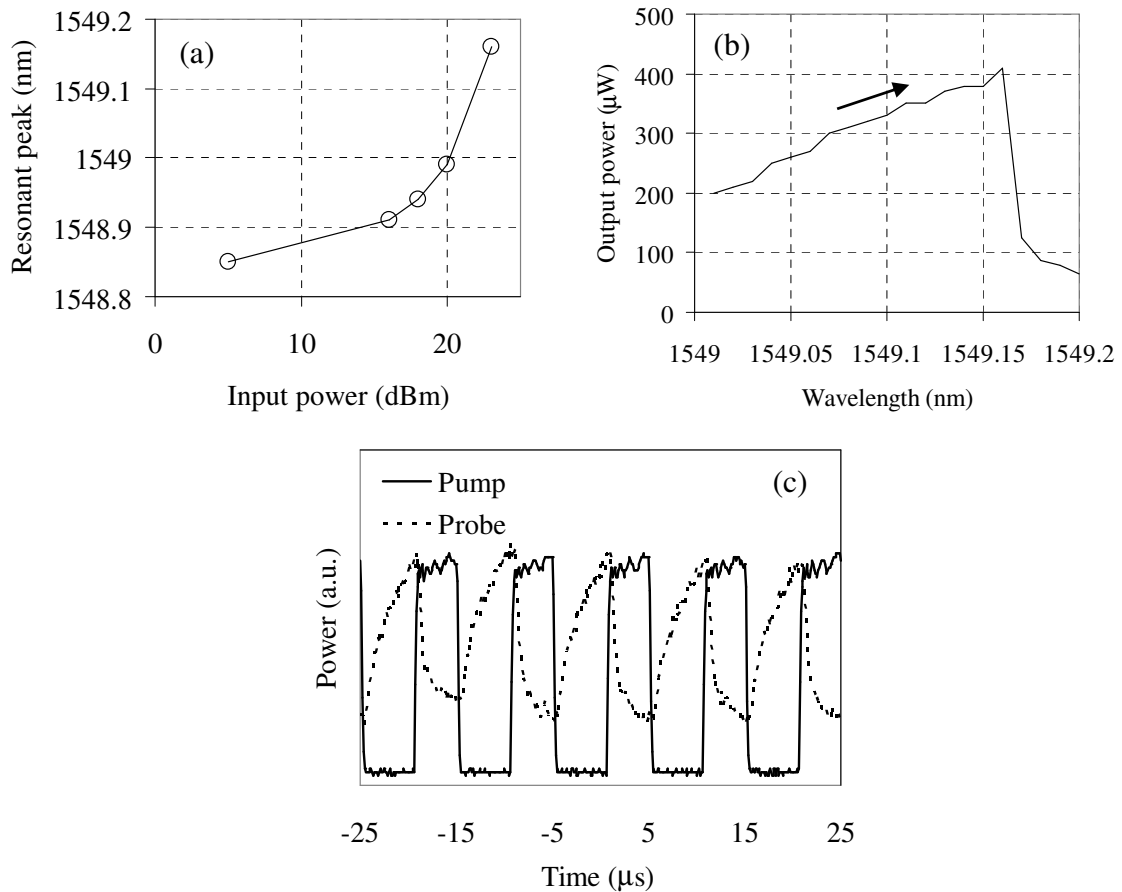 (a)
Resonant peak (nm)
1549.2
1549.1
1549
1548.9
1548.8
0 10 20
Input power (dBm)
(b)
Output power (μW)
500
400
300
200
100
0
1549 1549.05 1549.1 1549.15 1549.2
Wavelength (nm)
(c)
Pump
Probe
Power (a.u.)
-25 -15 -5 5 15 25
Time (μs)